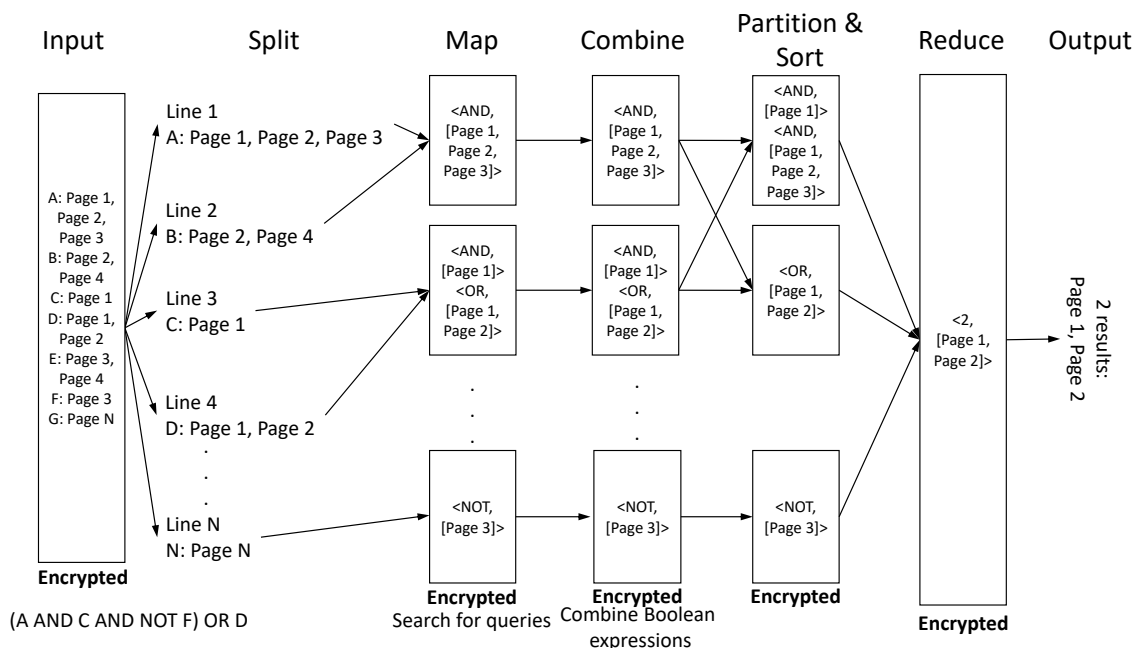 Input
Split
Map
Combine
Partition &
Sort
Reduce
Output
A: Page 1,
Page 2,
Page 3
B: Page 2,
Page 4
C: Page 1
D: Page 1,
Page 2
E: Page 3,
Page 4
F: Page 3
G: Page N
Encrypted
(A AND C AND NOT F) OR D
Line 1
A: Page 1, Page 2, Page 3
Line 2
B: Page 2, Page 4
Line 3
C: Page 1
Line 4
D: Page 1, Page 2
.
.
.
Line N
N: Page N
<AND,
[Page 1,
Page 2,
Page 3]>
<AND,
[Page 1]>
<OR,
[Page 1,
Page 2]>
.
.
.
<NOT,
[Page 3]>
Encrypted
Search for queries
<AND,
[Page 1,
Page 2,
Page 3]>
<AND,
[Page 1]>
<OR,
[Page 1,
Page 2]>
.
.
.
<NOT,
[Page 3]>
Encrypted
Combine Boolean
expressions
<AND,
[Page 1]>
<AND,
[Page 1,
Page 2,
Page 3]>
<OR,
[Page 1,
Page 2]>
<NOT,
[Page 3]>
Encrypted
<2,
[Page 1,
Page 2]>
Encrypted
2 results:
Page 1, Page 2